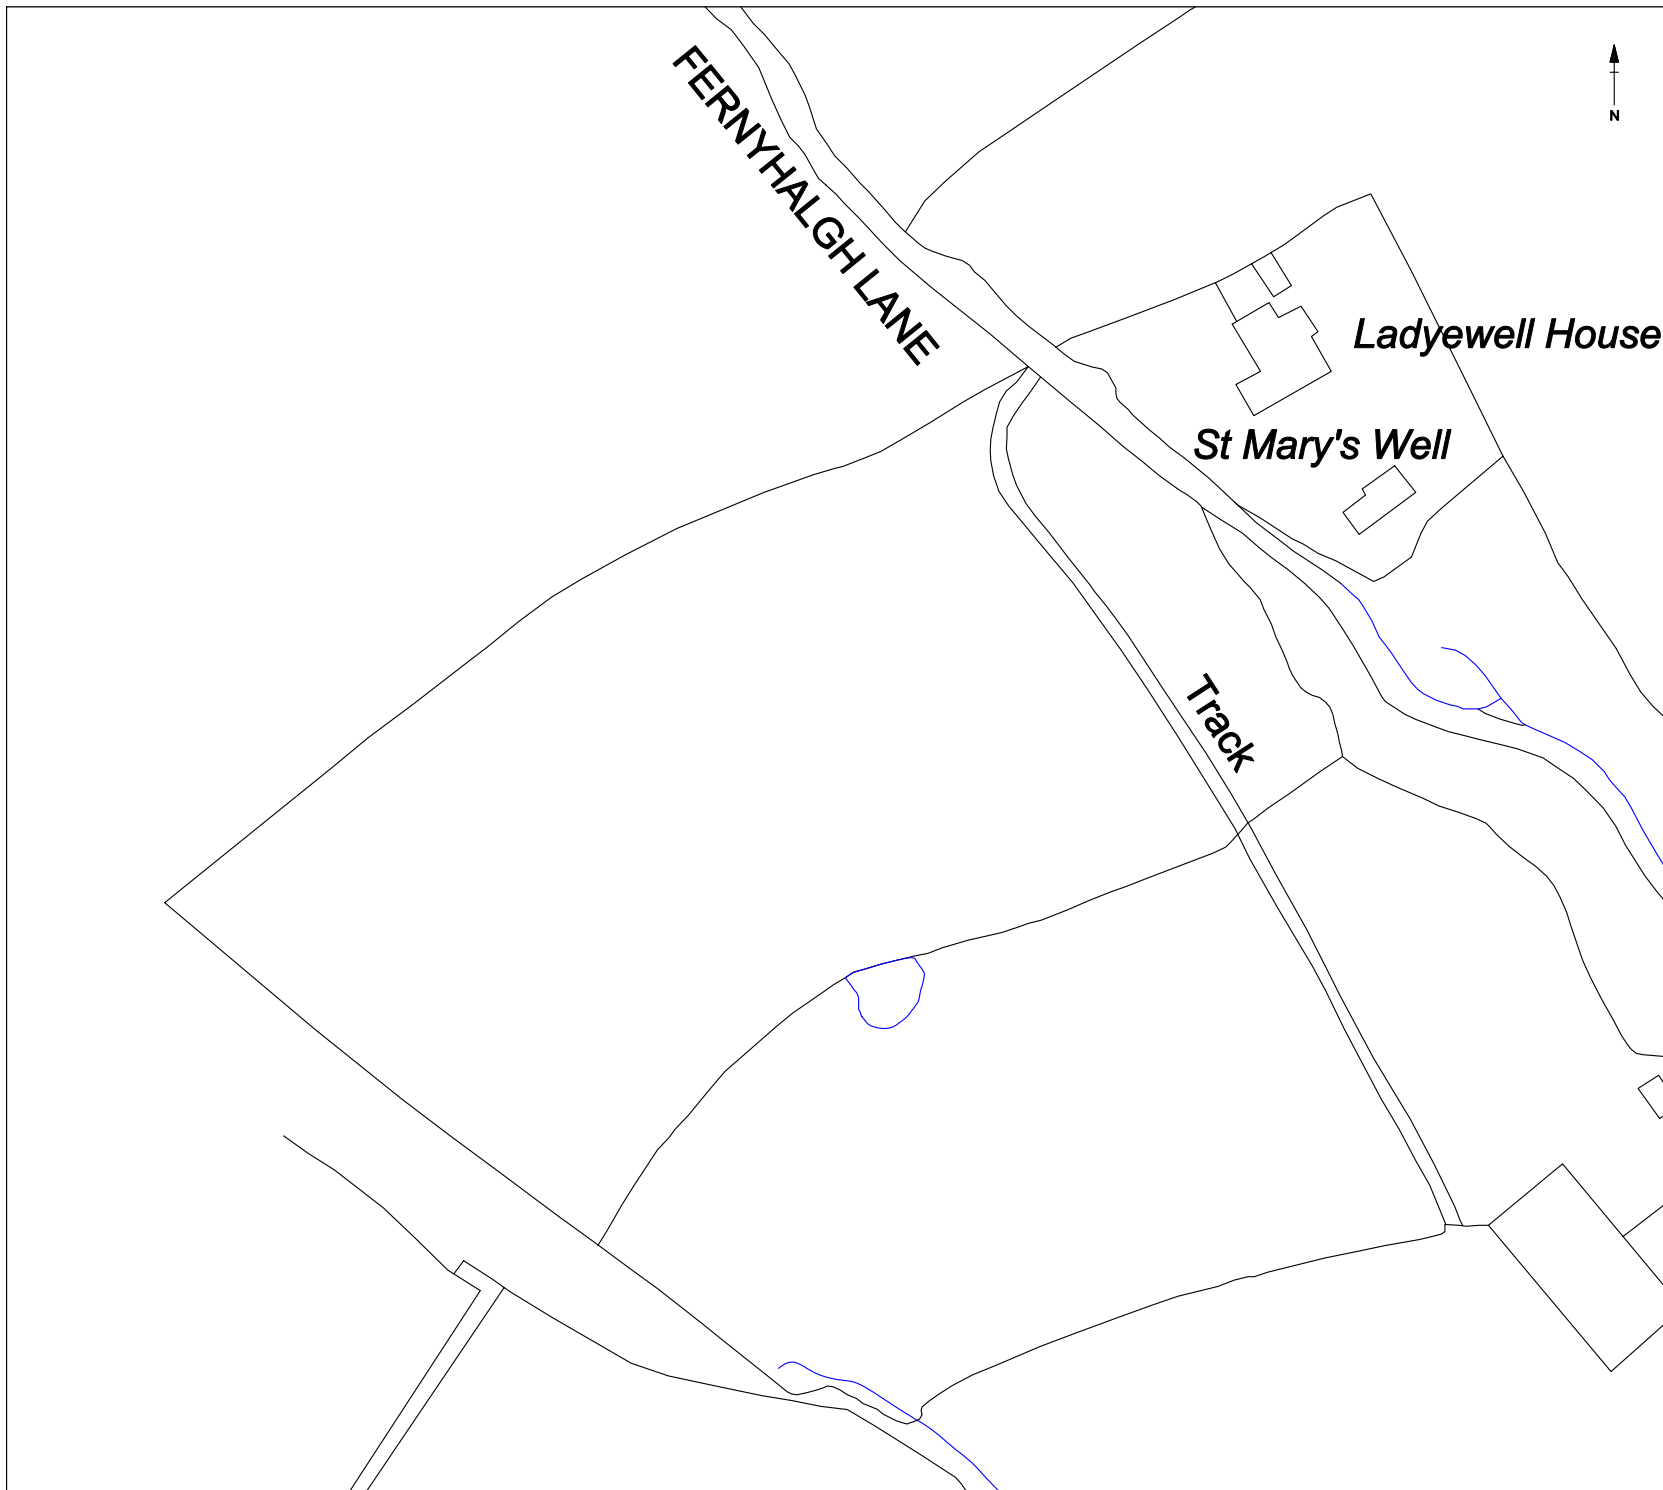 FERNYHALGH LANE
N
Ladyewell House
St Mary's Well
Track